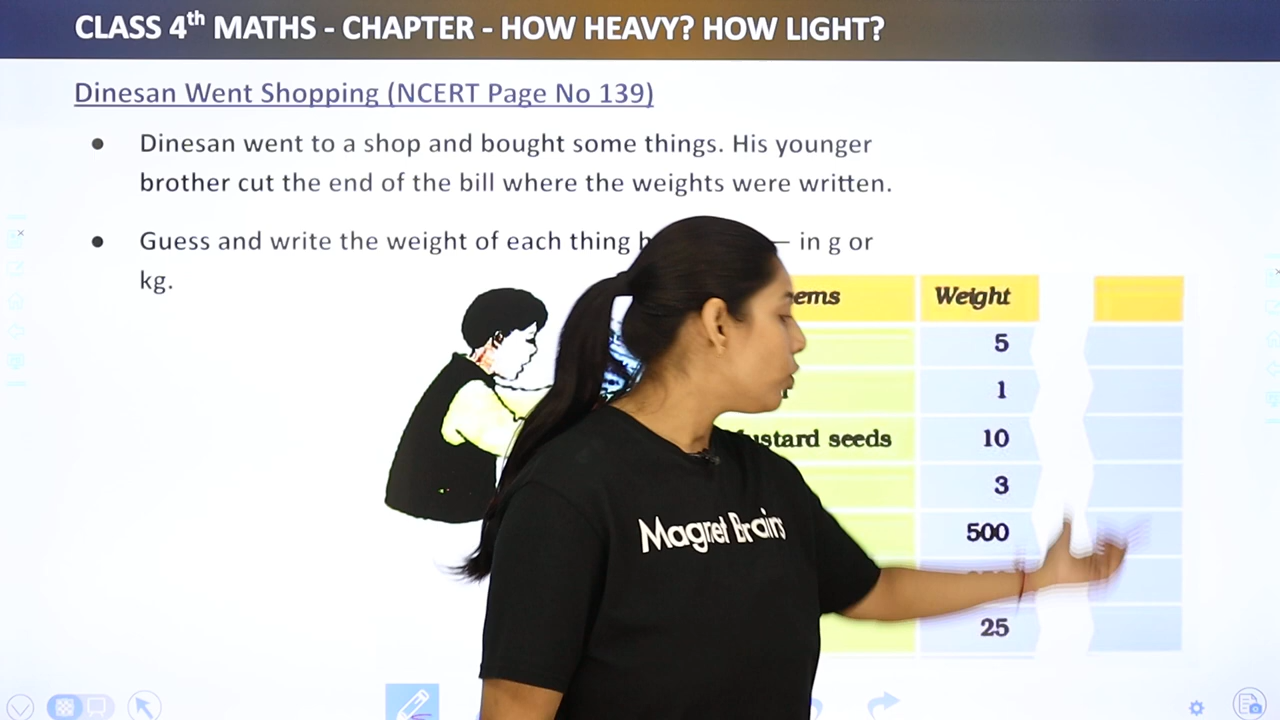 CLASS 4th MATHS - CHAPTER - HOW HEAVY? HOW LIGHT?
Dinesan Went Shopping (NCERT Page No 139)
● Dinesan went to a shop and bought some things. His younger
brother cut the end of the bill where the weights were written.
● Guess and write the weight of each thing — in g or
kg.
Weight
5
1
seeds 10
3
500
25
Magnet Brains